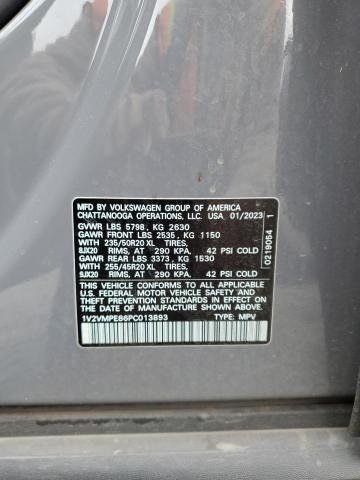 MFD. BY VOLKSWAGEN GROUP OF AMERICA
CHATTANOOGA OPERATIONS, LLC. USA 01/2023
GVWR LBS 5798, KG 2630
GAWR FRONT LBS 2535, KG 1150
WITH 235/50R20 XL TIRES,
8JX20 RIMS, AT 290 KPA, 42 PSI COLD
GAWR REAR LBS 3373, KG 1530
WITH 255/45R20 XL TIRES,
8JX20 RIMS, AT 290 KPA, 42 PSI COLD
THIS VEHICLE CONFORMS TO ALL APPLICABLE
U.S. FEDERAL MOTOR VEHICLE SAFETY AND
THEFT PREVENTION STANDARDS IN EFFECT ON THE
DATE OF MANUFACTURE SHOWN ABOVE.
1V2VMPE86PC013893 TYPE: MPV
0219054 1